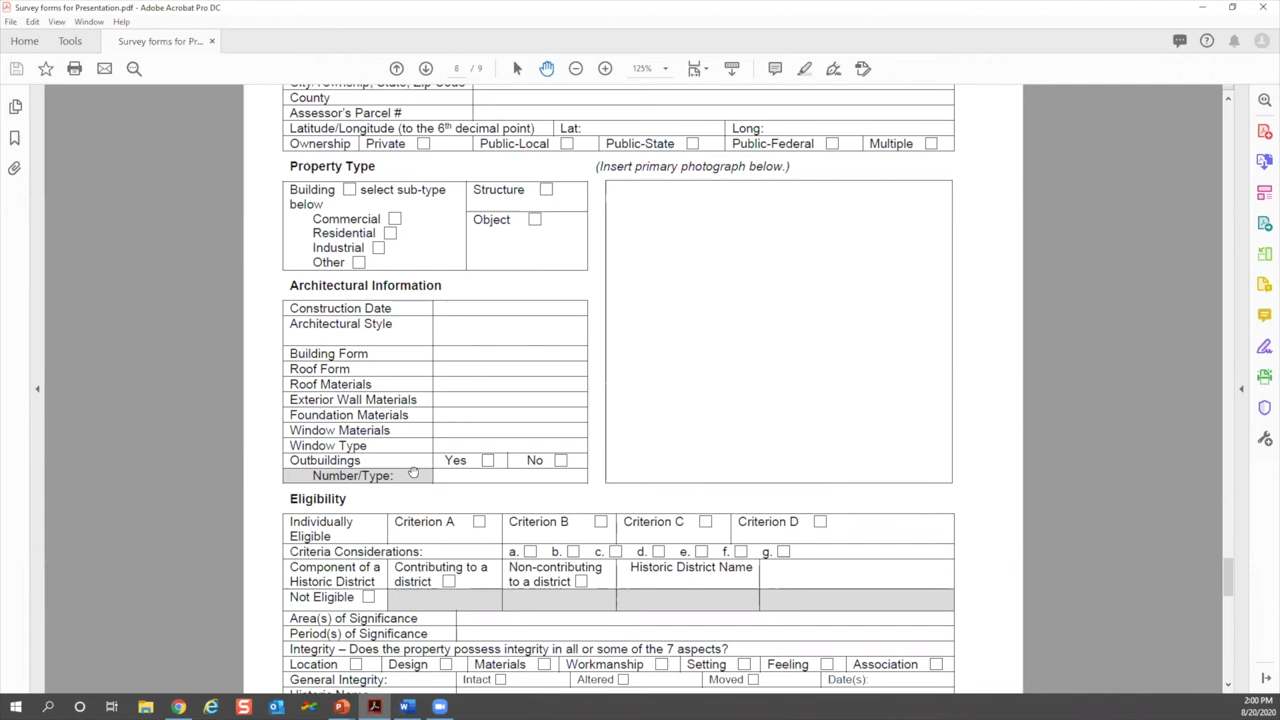 Survey forms for Presentation.pdf - Adobe Acrobat Pro DC
File Edit View Window Help
Home Tools Survey forms for Pr... ×
8 / 9 125%
City/Township, State, Zip Code
County
Assessor's Parcel #
Latitude/Longitude (to the 6th decimal point) Lat: Long:
Ownership Private Public-Local Public-State Public-Federal Multiple
Property Type (Insert primary photograph below.)
Building select sub-type Structure
below
Commercial Object
Residential
Industrial
Other
Architectural Information
Construction Date
Architectural Style
Building Form
Roof Form
Roof Materials
Exterior Wall Materials
Foundation Materials
Window Materials
Window Type
Outbuildings Yes No
Number/Type:
Eligibility
Individually Criterion A Criterion B Criterion C Criterion D
Eligible
Criteria Considerations: a. b. c. d. e. f. g.
Component of a Contributing to a Non-contributing Historic District Name
Historic District district to a district
Not Eligible
Area(s) of Significance
Period(s) of Significance
Integrity – Does the property possess integrity in all or some of the 7 aspects?
Location Design Materials Workmanship Setting Feeling Association
General Integrity: Intact Altered Moved Date(s):
Historic Name
2:00 PM
8/20/2020